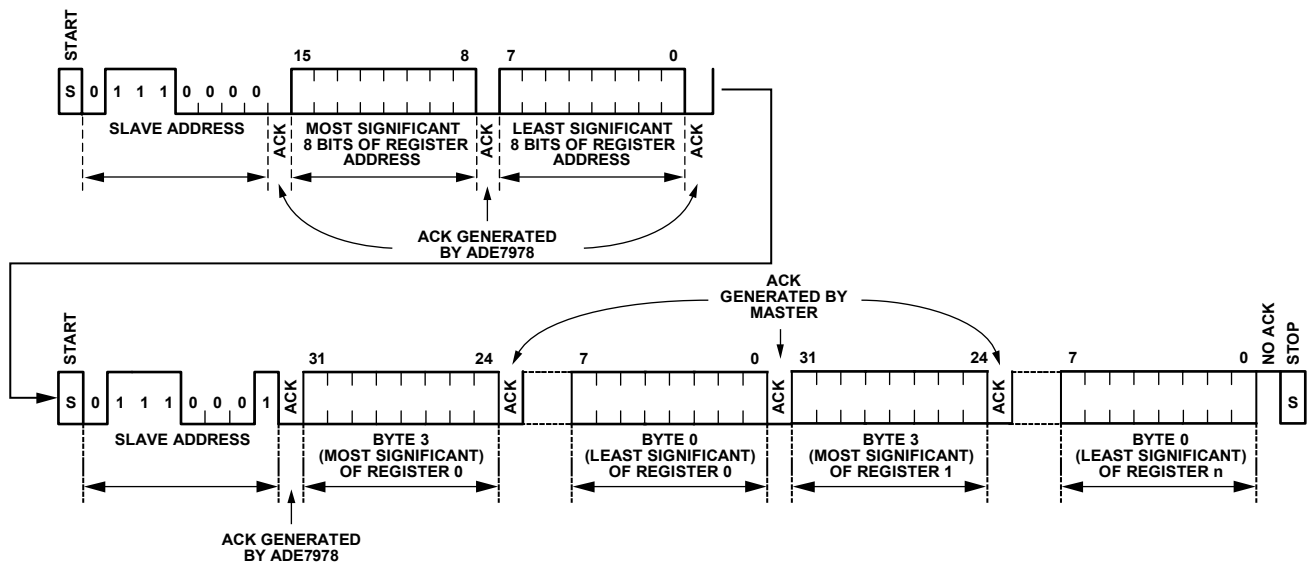 START
15 8 7 0
S 0 1 1 1 0 0 0 0
SLAVE ADDRESS
ACK
MOST SIGNIFICANT
8 BITS OF REGISTER
ADDRESS
ACK
LEAST SIGNIFICANT
8 BITS OF REGISTER
ADDRESS
ACK
ACK GENERATED
BY ADE7978
ACK
GENERATED BY
MASTER
START
31 24 7 0 31 24 7 0
NO ACK
STOP
S 0 1 1 1 0 0 0 1
ACK
ACK
ACK
ACK
S
SLAVE ADDRESS
BYTE 3
(MOST SIGNIFICANT)
OF REGISTER 0
BYTE 0
(LEAST SIGNIFICANT)
OF REGISTER 0
BYTE 3
(MOST SIGNIFICANT)
OF REGISTER 1
BYTE 0
(LEAST SIGNIFICANT)
OF REGISTER n
ACK GENERATED
BY ADE7978